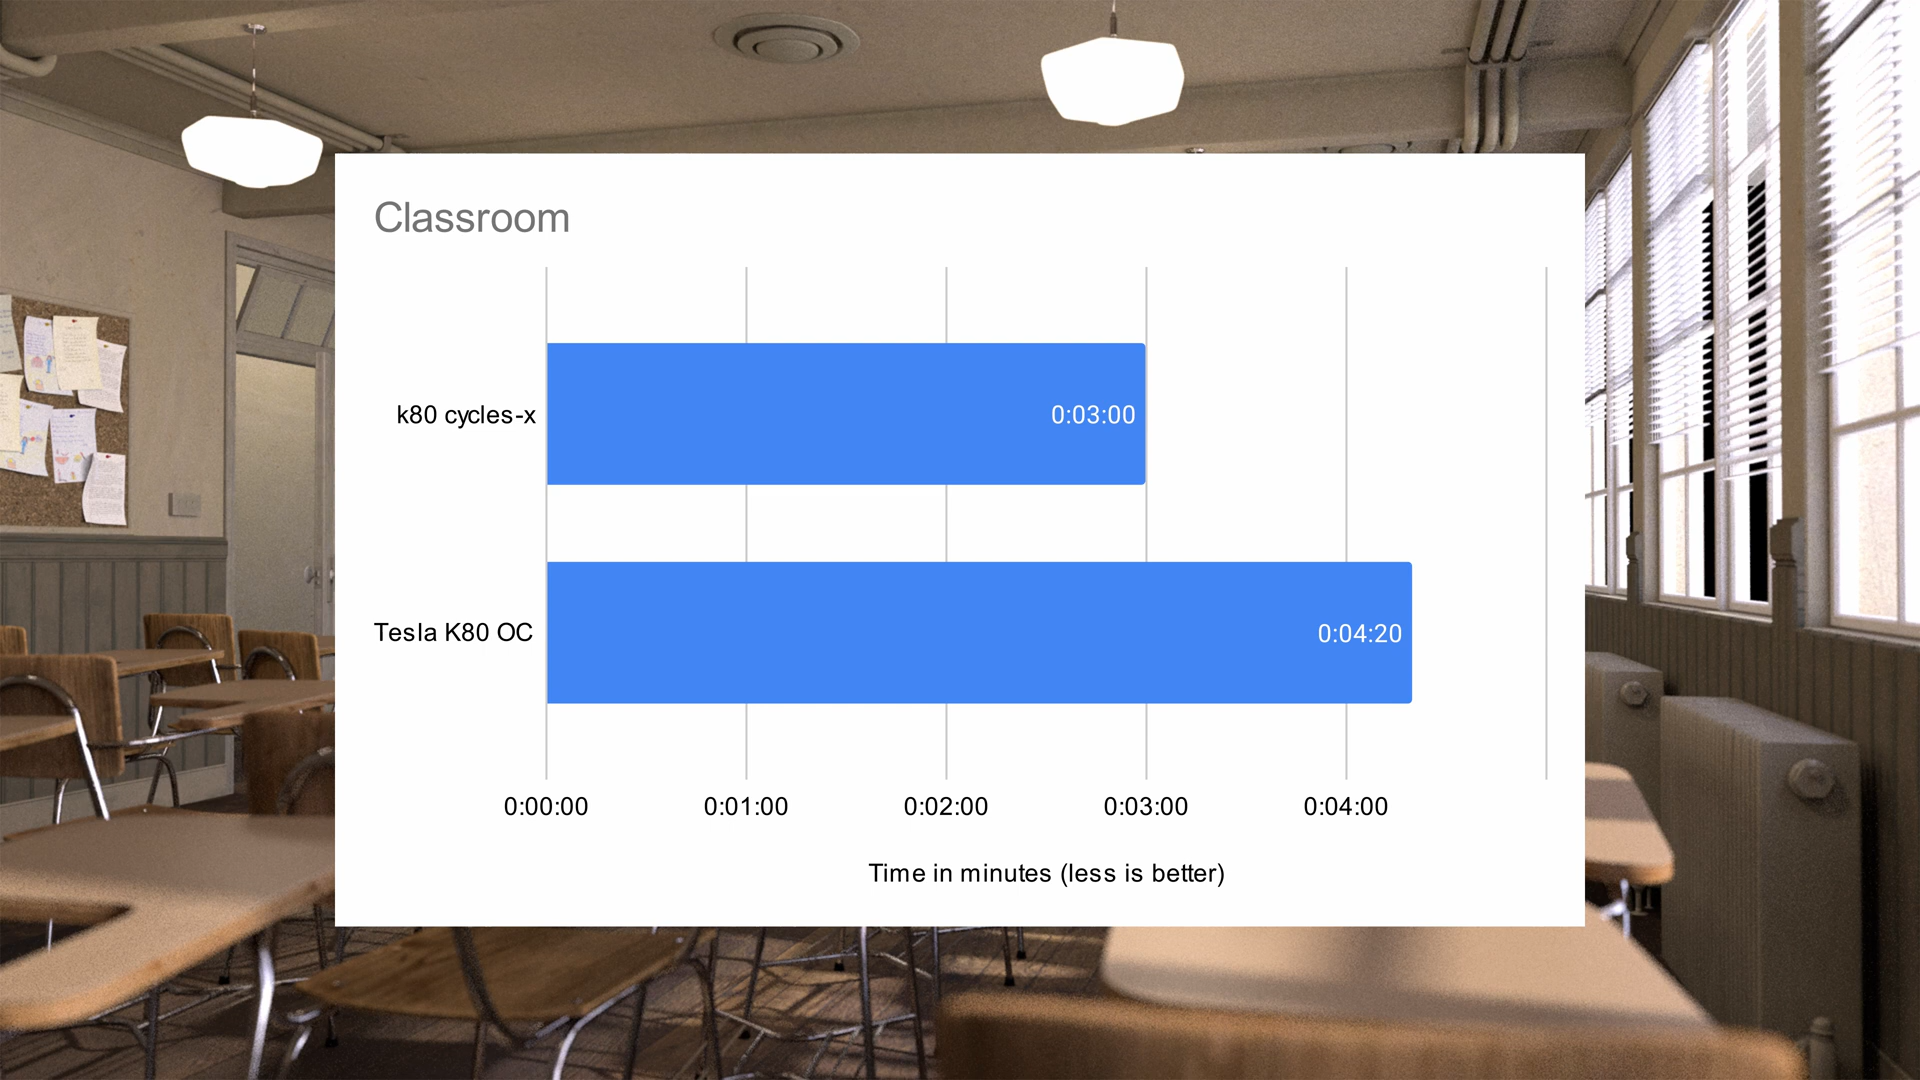 Classroom
k80 cycles-x
0:03:00
Tesla K80 OC
0:04:20
0:00:00
0:01:00
0:02:00
0:03:00
0:04:00
Time in minutes (less is better)